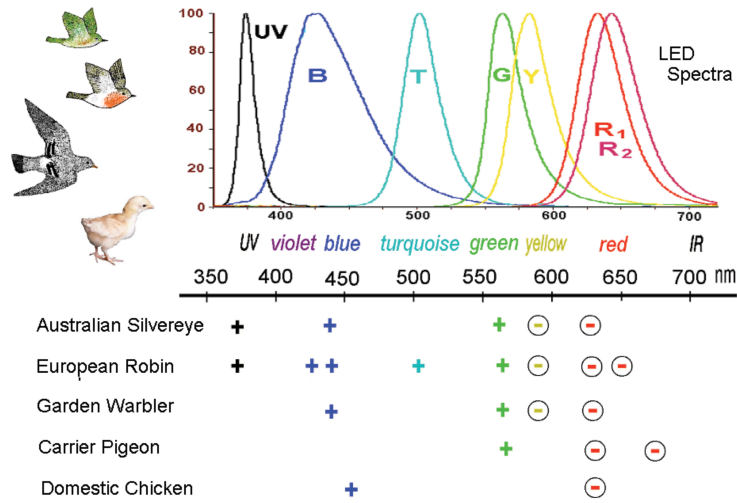 100
80
60
40
20
0
UV
B
T
G
Y
R1
R2
LED
Spectra
400
500
600
700
UV violet blue turquoise green yellow red IR
350 400 450 500 550 600 650 700 nm
Australian Silvereye + + + - -
European Robin + + + + + - - -
Garden Warbler + + - -
Carrier Pigeon + - -
Domestic Chicken + -